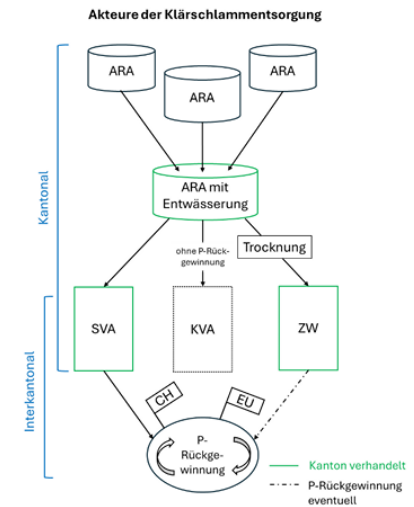 Akteure der Klärschlammentsorgung
ARA
ARA
ARA
Kantonal
ARA mit
Entwässerung
ohne P-Rück-
gewinnung
Trocknung
SVA
KVA
ZW
Interkantonal
CH
EU
P-
Rückge-
winnung
Kanton verhandelt
P-Rückgewinnung
eventuell